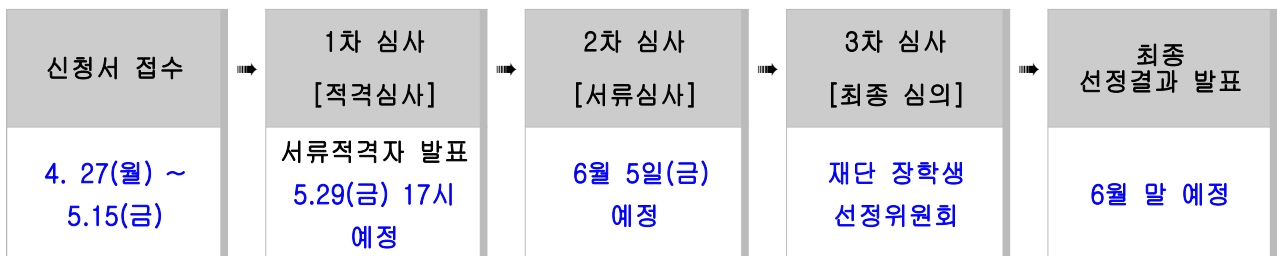 신청서 접수
➠
1차 심사
[적격심사]
➠
2차 심사
[서류심사]
➠
3차 심사
[최종 심의]
➠
최종
선정결과 발표
4. 27(월) ~
5.15(금)
서류적격자 발표
5.29(금) 17시
예정
6월 5일(금)
예정
재단 장학생
선정위원회
6월 말 예정